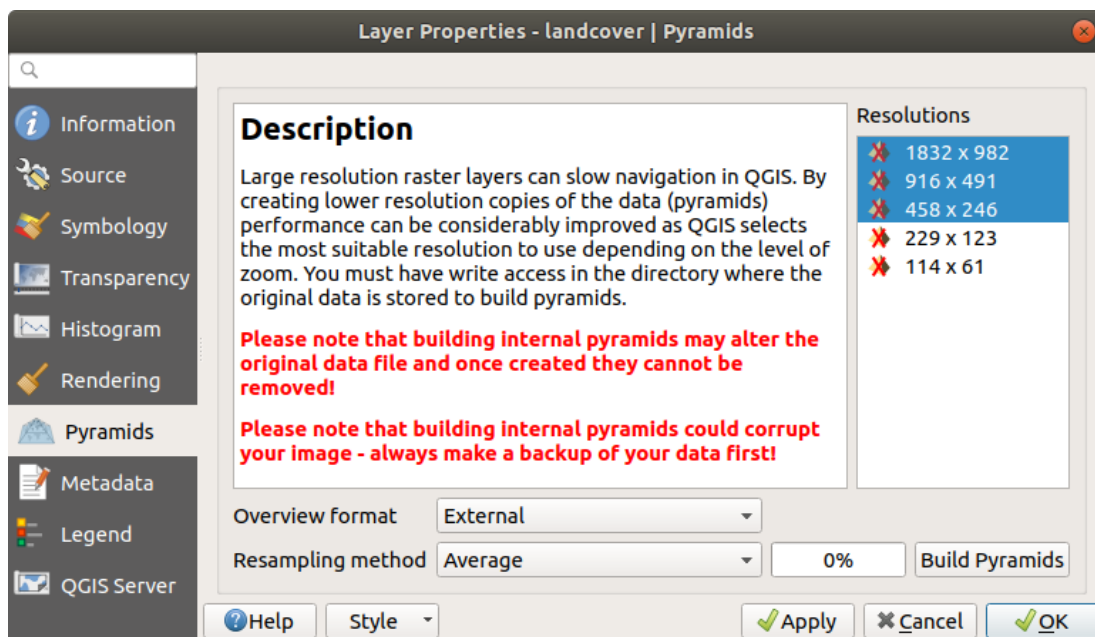 Layer Properties - landcover | Pyramids
Information
Source
Symbology
Transparency
Histogram
Rendering
Pyramids
Metadata
Legend
QGIS Server
Description
Large resolution raster layers can slow navigation in QGIS. By
creating lower resolution copies of the data (pyramids)
performance can be considerably improved as QGIS selects
the most suitable resolution to use depending on the level of
zoom. You must have write access in the directory where the
original data is stored to build pyramids.
Please note that building internal pyramids may alter the
original data file and once created they cannot be
removed!
Please note that building internal pyramids could corrupt
your image - always make a backup of your data first!
Resolutions
1832 x 982
916 x 491
458 x 246
229 x 123
114 x 61
Overview format External
Resampling method Average 0% Build Pyramids
Help Style Apply Cancel OK